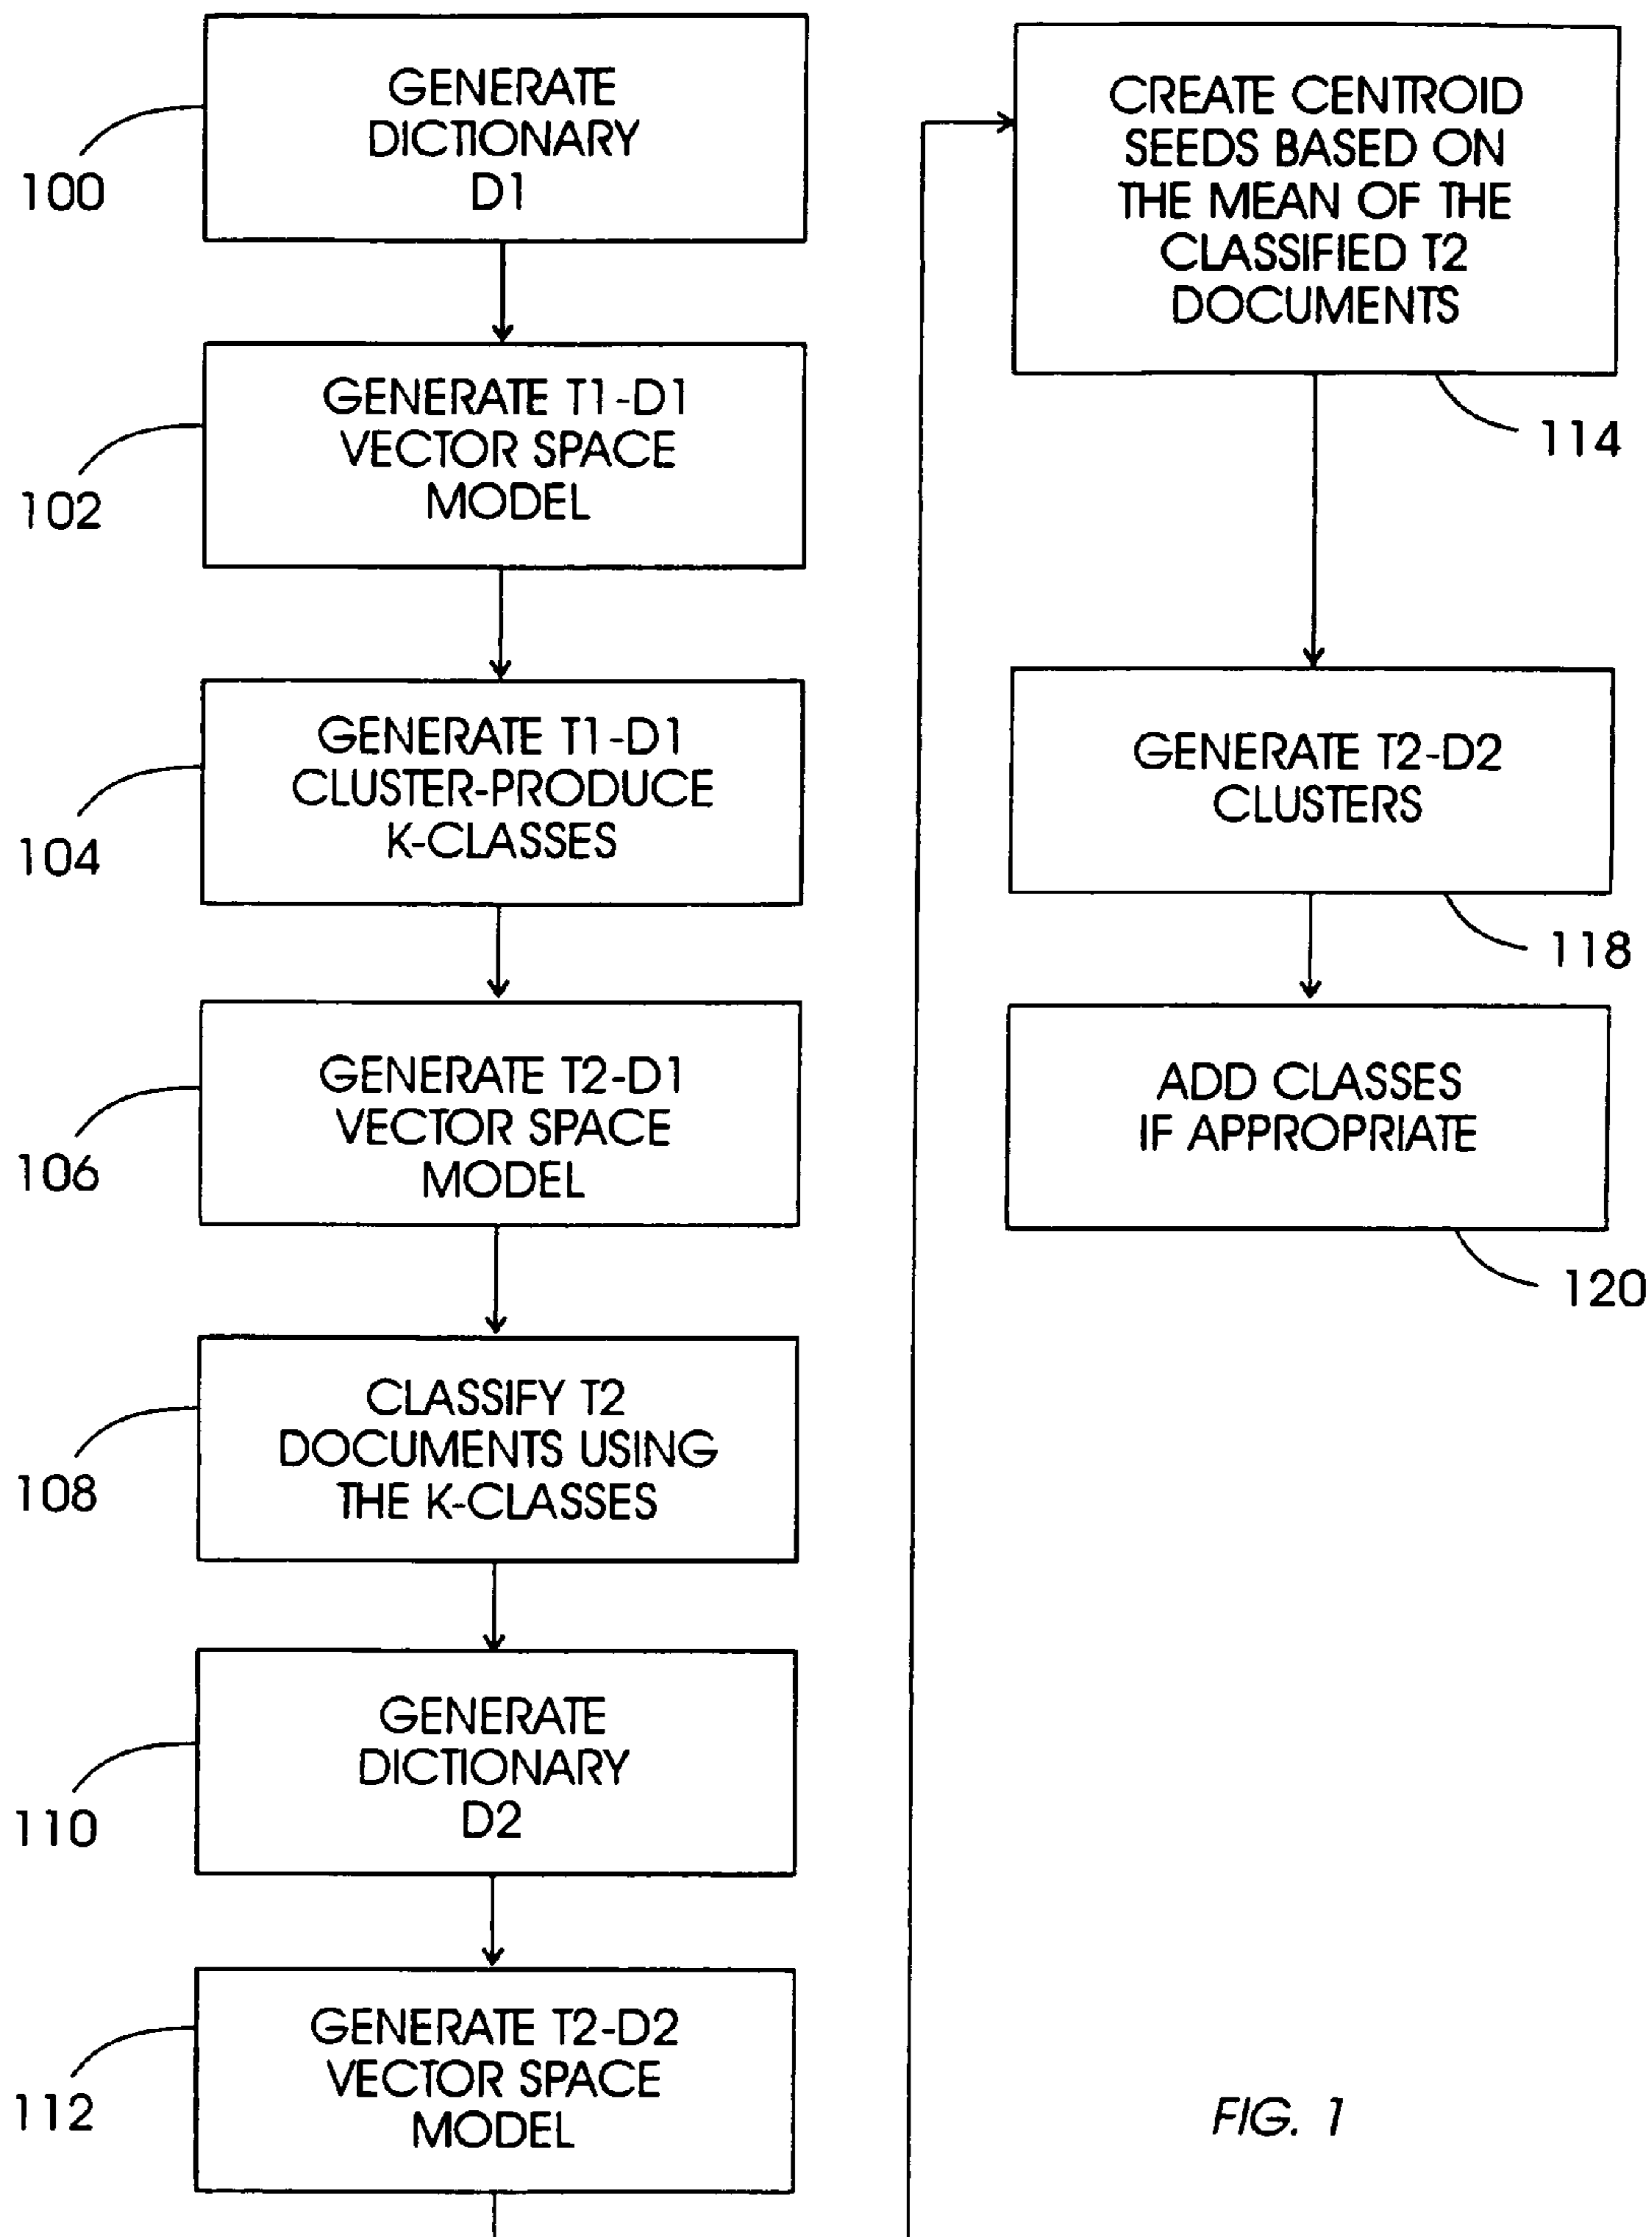 GENERATE
DICTIONARY
D1
100
GENERATE T1-D1
VECTOR SPACE
MODEL
102
GENERATE T1-D1
CLUSTER-PRODUCE
K-CLASSES
104
GENERATE T2-D1
VECTOR SPACE
MODEL
106
CLASSIFY T2
DOCUMENTS USING
THE K-CLASSES
108
GENERATE
DICTIONARY
D2
110
GENERATE T2-D2
VECTOR SPACE
MODEL
112
CREATE CENTROID
SEEDS BASED ON
THE MEAN OF THE
CLASSIFIED T2
DOCUMENTS
114
GENERATE T2-D2
CLUSTERS
118
ADD CLASSES
IF APPROPRIATE
120
FIG. 1